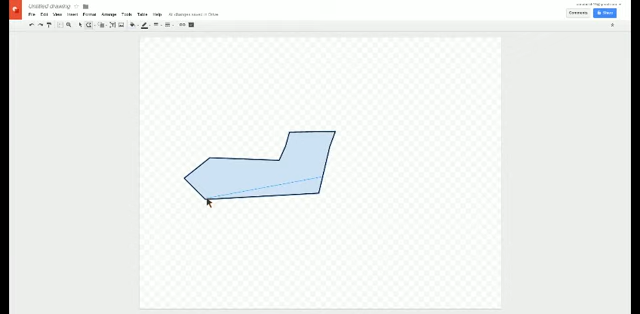 Untitled drawing
File Edit View Insert Format Arrange Tools Table Help All changes saved in Drive
Comments Share